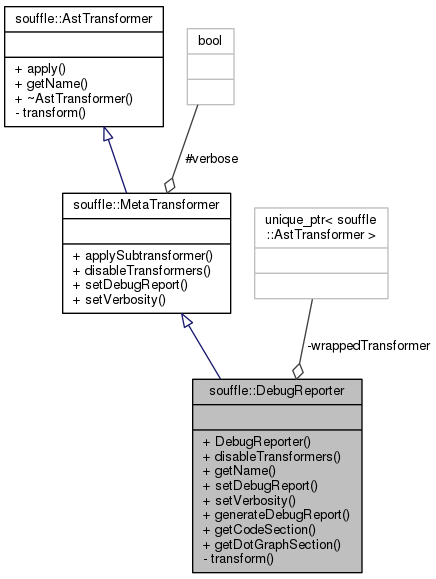 souffle::AstTransformer
+ apply()
+ getName()
+ ~AstTransformer()
- transform()
bool
#verbose
souffle::MetaTransformer
+ applySubtransformer()
+ disableTransformers()
+ setDebugReport()
+ setVerbosity()
unique_ptr< souffle
::AstTransformer >
-wrappedTransformer
souffle::DebugReporter
+ DebugReporter()
+ disableTransformers()
+ getName()
+ setDebugReport()
+ setVerbosity()
+ generateDebugReport()
+ getCodeSection()
+ getDotGraphSection()
- transform()